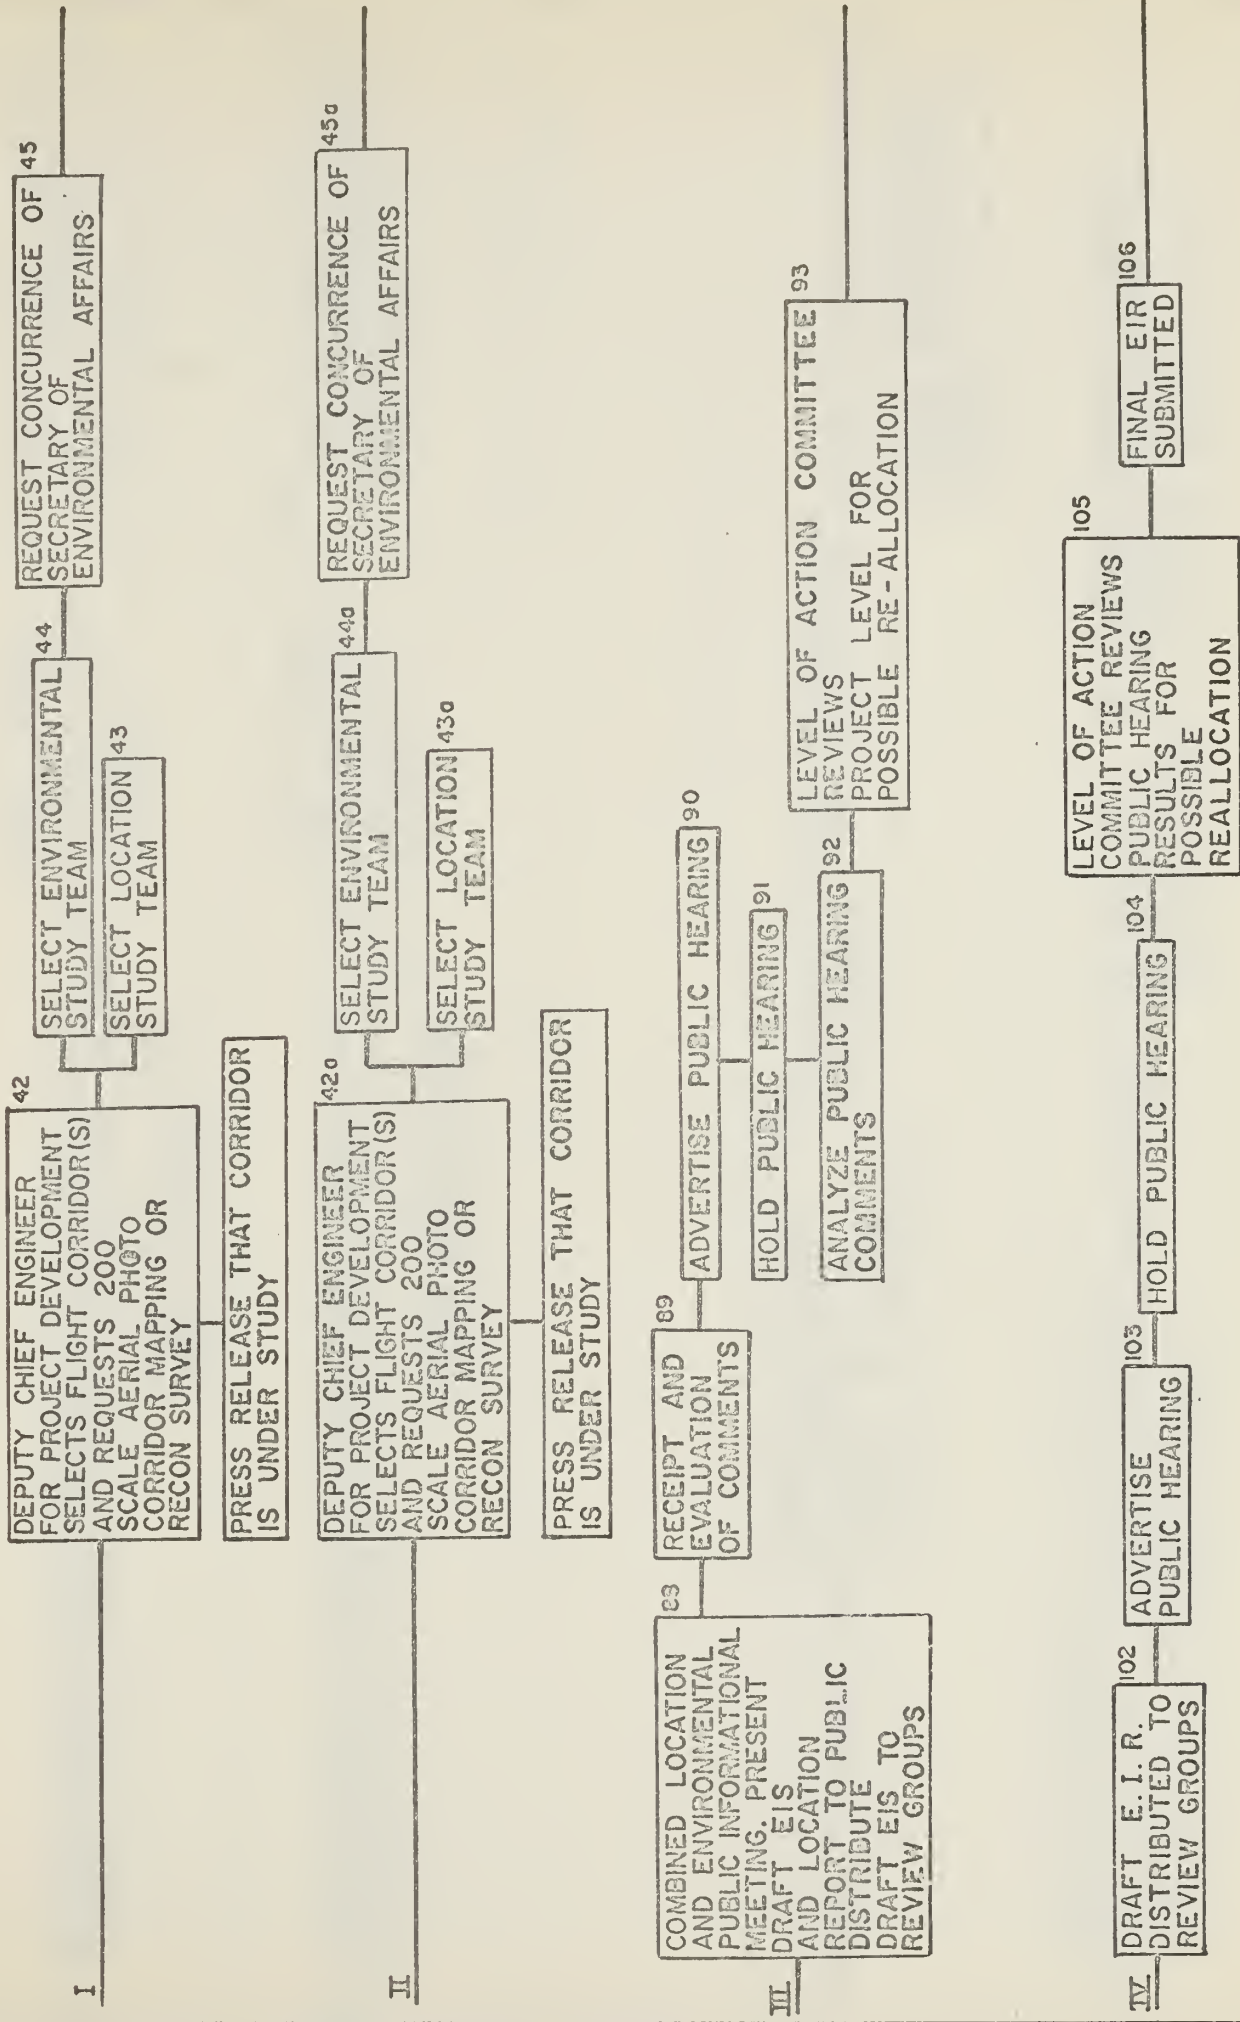 I
DEPUTY CHIEF ENGINEER
FOR PROJECT DEVELOPMENT
SELECTS FLIGHT CORRIDOR(S)
AND REQUESTS 200
SCALE AERIAL PHOTO
CORRIDOR MAPPING OR
RECON SURVEY
42
PRESS RELEASE THAT CORRIDOR
IS UNDER STUDY
SELECT ENVIRONMENTAL
STUDY TEAM
44
SELECT LOCATION
STUDY TEAM
43
REQUEST CONCURRENCE OF
SECRETARY OF
ENVIRONMENTAL AFFAIRS
45
II
DEPUTY CHIEF ENGINEER
FOR PROJECT DEVELOPMENT
SELECTS FLIGHT CORRIDOR(S)
AND REQUESTS 200
SCALE AERIAL PHOTO
CORRIDOR MAPPING OR
RECON SURVEY
42a
PRESS RELEASE THAT CORRIDOR
IS UNDER STUDY
SELECT ENVIRONMENTAL
STUDY TEAM
44a
SELECT LOCATION
STUDY TEAM
43a
REQUEST CONCURRENCE OF
SECRETARY OF
ENVIRONMENTAL AFFAIRS
45a
III
COMBINED LOCATION
AND ENVIRONMENTAL
PUBLIC INFORMATIONAL
MEETING. PRESENT
DRAFT EIS
AND LOCATION
REPORT TO PUBLIC
DISTRIBUTE
DRAFT EIS TO
REVIEW GROUPS
88
RECEIPT AND
EVALUATION
OF COMMENTS
89
ADVERTISE PUBLIC HEARING
90
HOLD PUBLIC HEARING
91
ANALYZE PUBLIC HEARING
COMMENTS
92
LEVEL OF ACTION COMMITTEE
REVIEWS
PROJECT LEVEL FOR
POSSIBLE RE-ALLOCATION
93
IV
DRAFT E.I.R.
DISTRIBUTED TO
REVIEW GROUPS
102
ADVERTISE
PUBLIC HEARING
103
HOLD PUBLIC HEARING
104
LEVEL OF ACTION
COMMITTEE REVIEWS
PUBLIC HEARING
RESULTS FOR
POSSIBLE
REALLOCATION
105
FINAL EIR
SUBMITTED
106